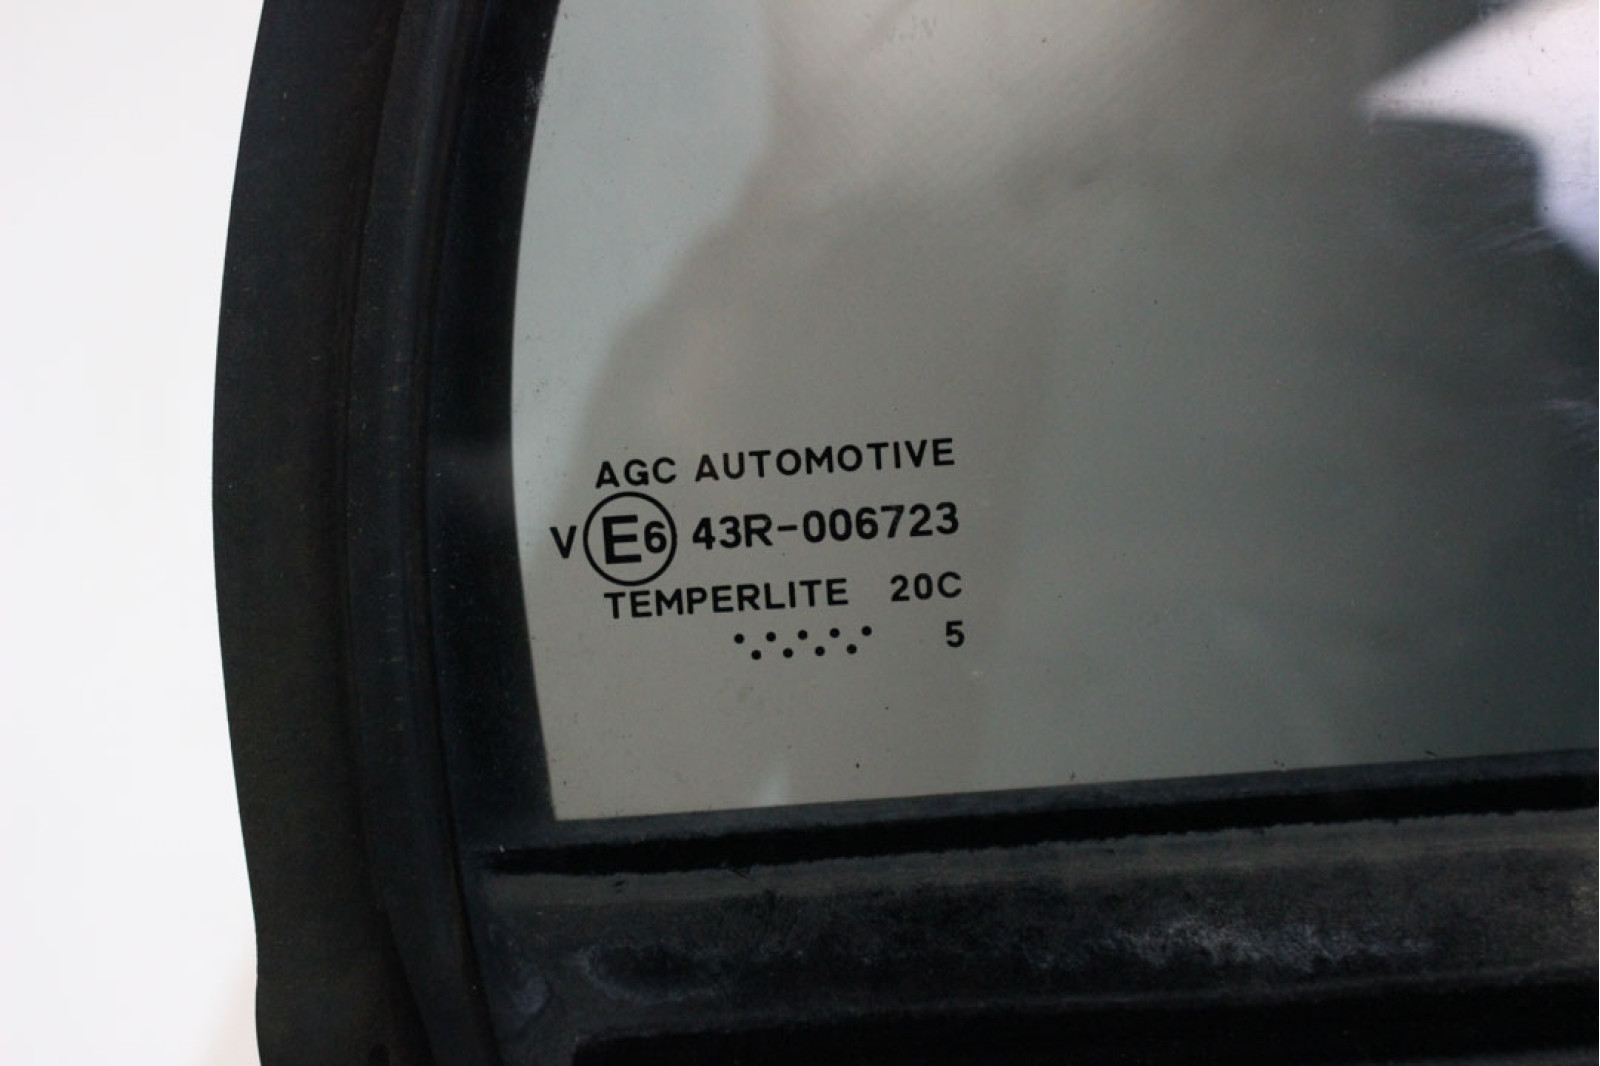 AGC AUTOMOTIVE
V E6 43R-006723
TEMPERLITE 20C
5